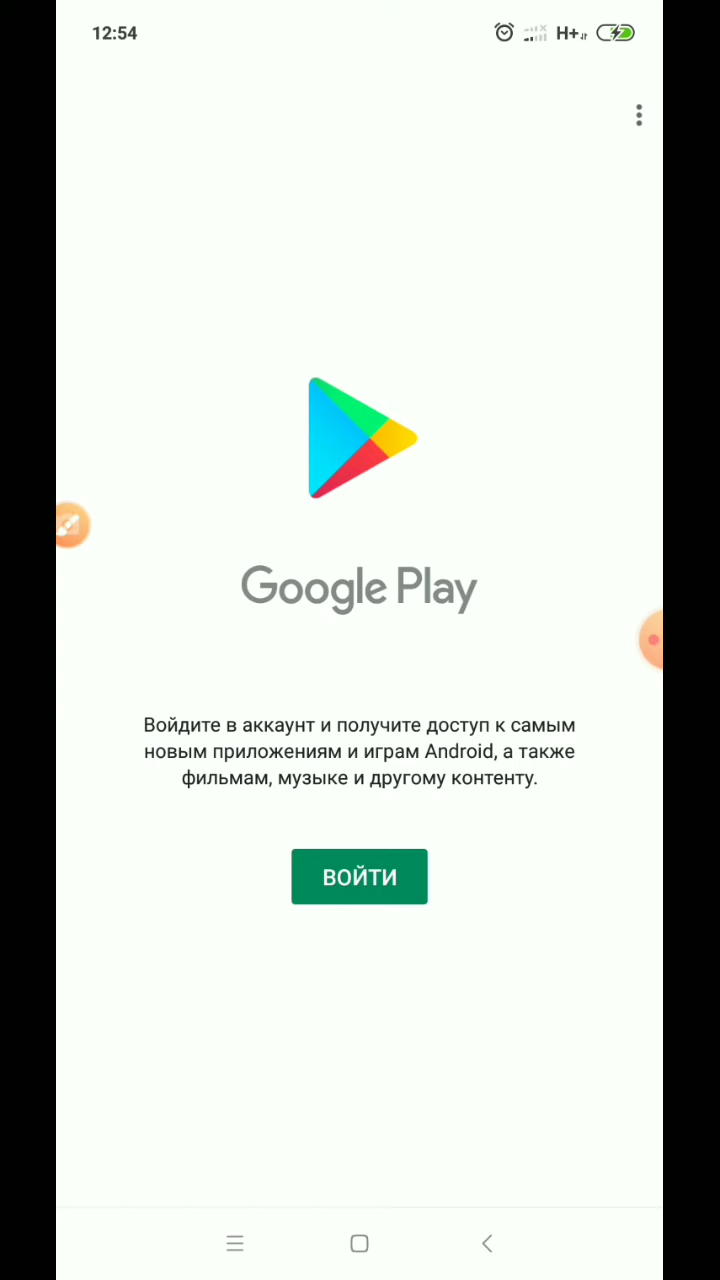 12:54
H+
Google Play
Войдите в аккаунт и получите доступ к самым
новым приложениям и играм Android, а также
фильмам, музыке и другому контенту.
ВОЙТИ